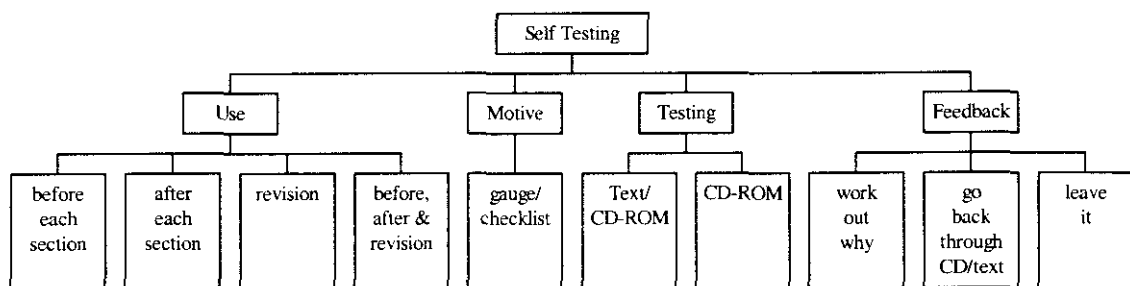 Self Testing
Use
Motive
Testing
Feedback
before
each
section
after
each
section
revision
before,
after &
revision
gauge/
checklist
Text/
CD-ROM
CD-ROM
work
out
why
go
back
through
CD/text
leave
it